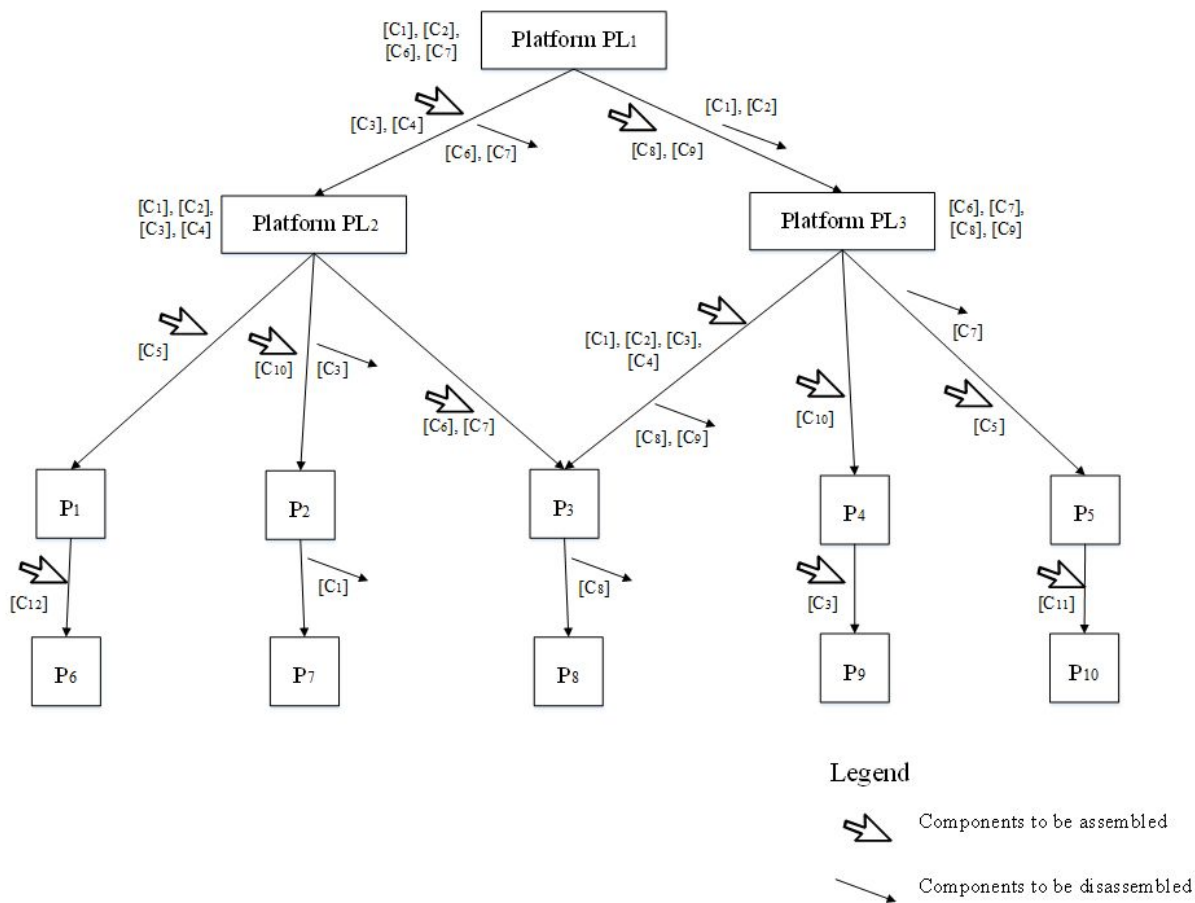 [C1], [C2],
[C6], [C7]
Platform PL1
[C3], [C4]
[C6], [C7]
[C8], [C9]
[C1], [C2]
[C1], [C2],
[C3], [C4]
Platform PL2
Platform PL3
[C6], [C7],
[C8], [C9]
[C5]
[C10]
[C3]
[C6], [C7]
[C1], [C2], [C3],
[C4]
[C8], [C9]
[C10]
[C7]
[C5]
P1
P2
P3
P4
P5
[C12]
[C1]
[C8]
[C3]
[C11]
P6
P7
P8
P9
P10
Legend
Components to be assembled
Components to be disassembled